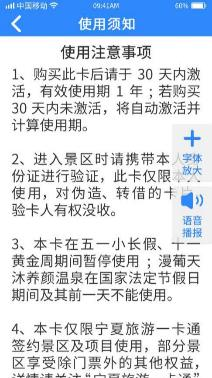 中国移动 09:41AM 60%
使用须知
使用注意事项
1、购买此卡后请于 30 天内激
活，有效使用期 1 年；若购买
30 天内未激活，将自动激活并
计算使用期。
2、进入景区时请携带本人
份证进行验证，此卡仅限本人
使用，对伪造、转借的卡片
验卡人有权没收。
3、本卡在五一小长假、十一
黄金周期间暂停使用；漫葡天
沐养颜温泉在国家法定节假日
期间及其前一天不能使用。
4、本卡仅限宁夏旅游一卡通
签约景区及项目使用，部分景
区享受除门票外的其他权益，
字体
放大
语音
播报